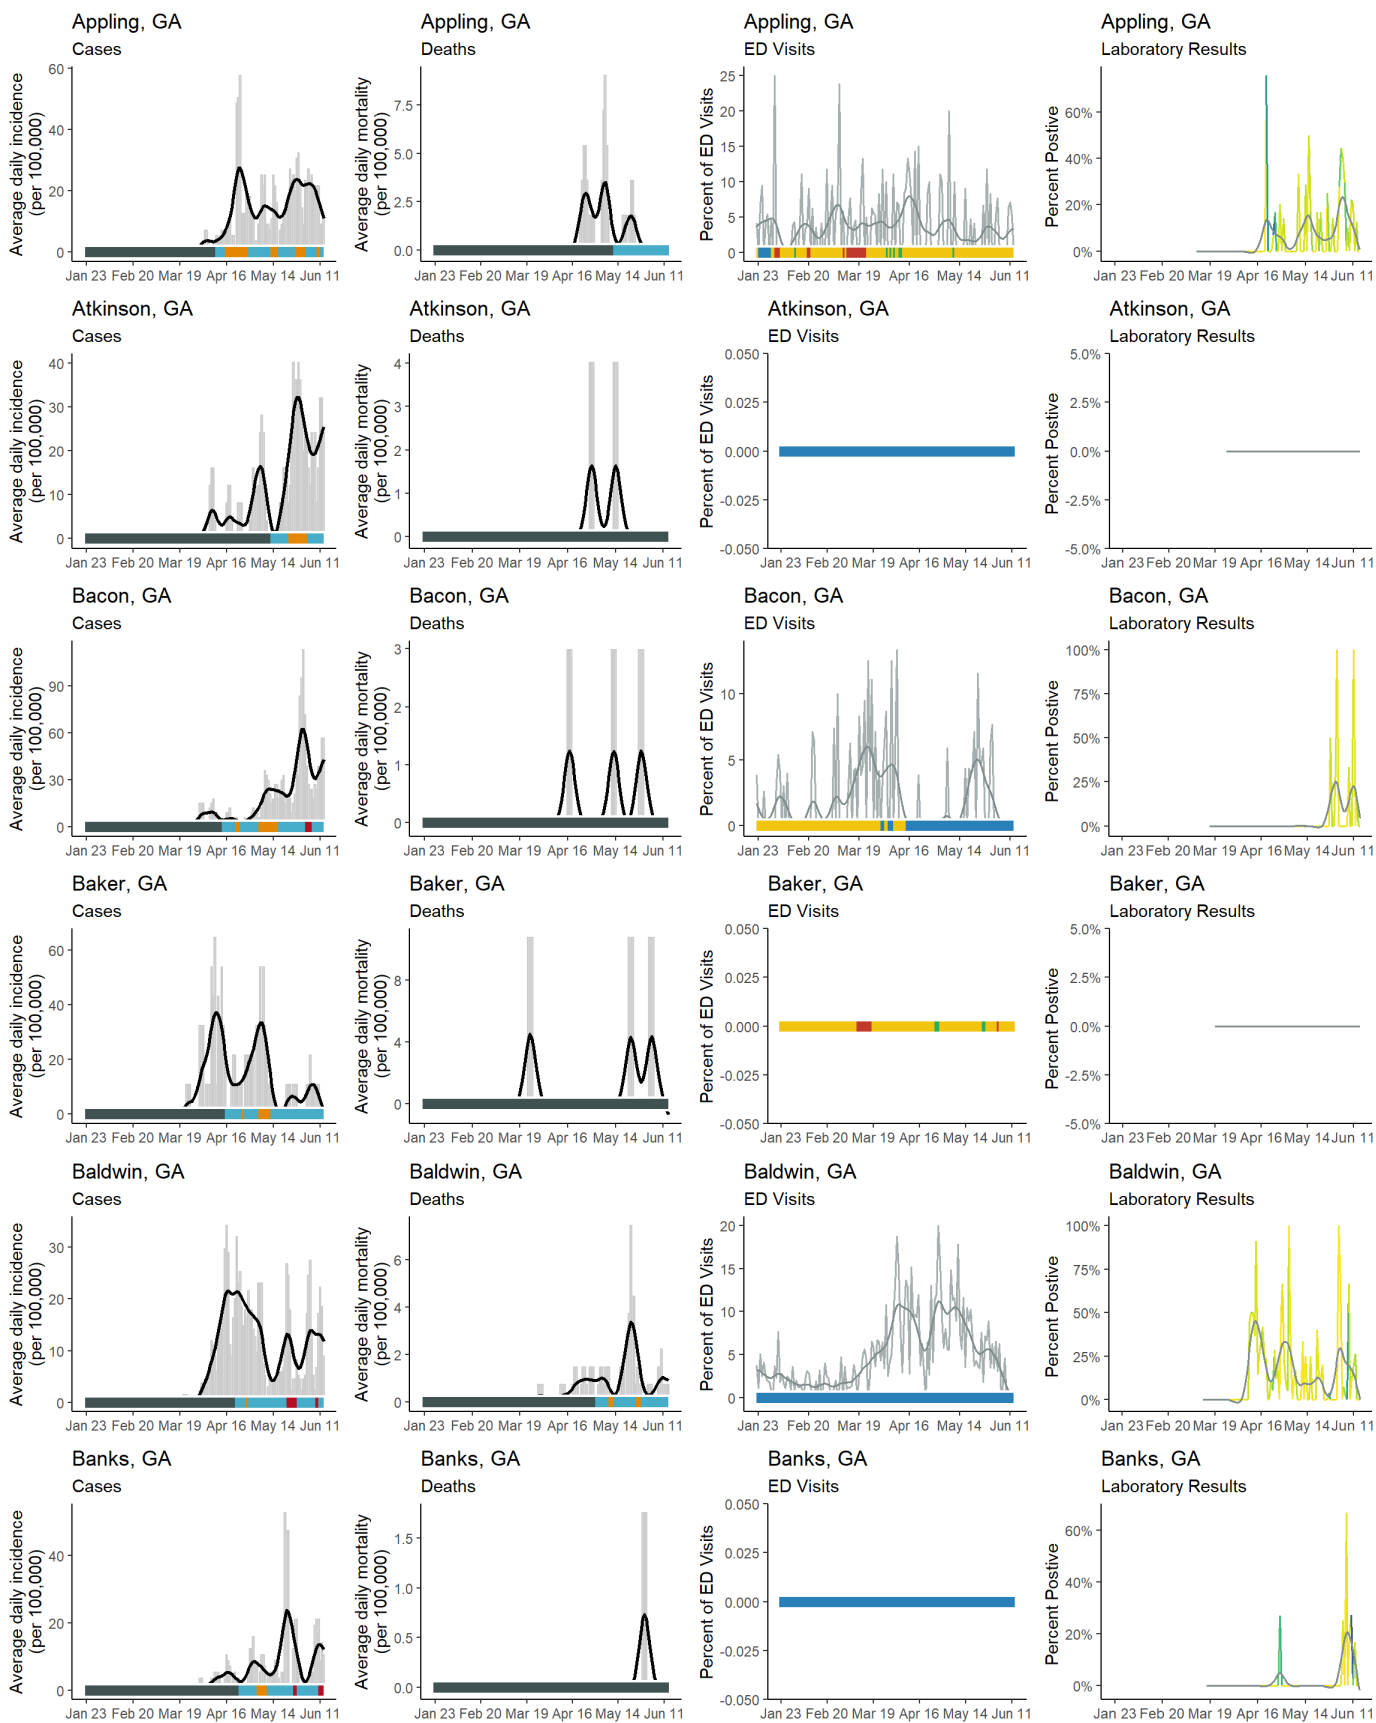 Appling, GA
Cases
Average daily incidence
(per 100,000)
60
40
20
0
Jan 23 Feb 20 Mar 19 Apr 16 May 14 Jun 11
Appling, GA
Deaths
Average daily mortality
(per 100,000)
7.5
5.0
2.5
0.0
Jan 23 Feb 20 Mar 19 Apr 16 May 14 Jun 11
Appling, GA
ED Visits
Percent of ED Visits
25
20
15
10
5
0
Jan 23 Feb 20 Mar 19 Apr 16 May 14 Jun 11
Appling, GA
Laboratory Results
Percent Postive
60%
40%
20%
0%
Jan 23 Feb 20 Mar 19 Apr 16 May 14 Jun 11
Atkinson, GA
Cases
Average daily incidence
(per 100,000)
40
30
20
10
0
Jan 23 Feb 20 Mar 19 Apr 16 May 14 Jun 11
Atkinson, GA
Deaths
Average daily mortality
(per 100,000)
4
3
2
1
0
Jan 23 Feb 20 Mar 19 Apr 16 May 14 Jun 11
Atkinson, GA
ED Visits
Percent of ED Visits
0.050
0.025
0.000
-0.025
-0.050
Jan 23 Feb 20 Mar 19 Apr 16 May 14 Jun 11
Atkinson, GA
Laboratory Results
Percent Postive
5.0%
2.5%
0.0%
-2.5%
-5.0%
Jan 23 Feb 20 Mar 19 Apr 16 May 14 Jun 11
Bacon, GA
Cases
Average daily incidence
(per 100,000)
90
60
30
0
Jan 23 Feb 20 Mar 19 Apr 16 May 14 Jun 11
Bacon, GA
Deaths
Average daily mortality
(per 100,000)
3
2
1
0
Jan 23 Feb 20 Mar 19 Apr 16 May 14 Jun 11
Bacon, GA
ED Visits
Percent of ED Visits
10
5
0
Jan 23 Feb 20 Mar 19 Apr 16 May 14 Jun 11
Bacon, GA
Laboratory Results
Percent Postive
100%
75%
50%
25%
0%
Jan 23 Feb 20 Mar 19 Apr 16 May 14 Jun 11
Baker, GA
Cases
Average daily incidence
(per 100,000)
60
40
20
0
Jan 23 Feb 20 Mar 19 Apr 16 May 14 Jun 11
Baker, GA
Deaths
Average daily mortality
(per 100,000)
8
4
0
Jan 23 Feb 20 Mar 19 Apr 16 May 14 Jun 11
Baker, GA
ED Visits
Percent of ED Visits
0.050
0.025
0.000
-0.025
-0.050
Jan 23 Feb 20 Mar 19 Apr 16 May 14 Jun 11
Baker, GA
Laboratory Results
Percent Postive
5.0%
2.5%
0.0%
-2.5%
-5.0%
Jan 23 Feb 20 Mar 19 Apr 16 May 14 Jun 11
Baldwin, GA
Cases
Average daily incidence
(per 100,000)
30
20
10
0
Jan 23 Feb 20 Mar 19 Apr 16 May 14 Jun 11
Baldwin, GA
Deaths
Average daily mortality
(per 100,000)
6
4
2
0
Jan 23 Feb 20 Mar 19 Apr 16 May 14 Jun 11
Baldwin, GA
ED Visits
Percent of ED Visits
20
15
10
5
0
Jan 23 Feb 20 Mar 19 Apr 16 May 14 Jun 11
Baldwin, GA
Laboratory Results
Percent Postive
100%
75%
50%
25%
0%
Jan 23 Feb 20 Mar 19 Apr 16 May 14 Jun 11
Banks, GA
Cases
Average daily incidence
(per 100,000)
40
20
0
Jan 23 Feb 20 Mar 19 Apr 16 May 14 Jun 11
Banks, GA
Deaths
Average daily mortality
(per 100,000)
1.5
1.0
0.5
0.0
Jan 23 Feb 20 Mar 19 Apr 16 May 14 Jun 11
Banks, GA
ED Visits
Percent of ED Visits
0.050
0.025
0.000
-0.025
-0.050
Jan 23 Feb 20 Mar 19 Apr 16 May 14 Jun 11
Banks, GA
Laboratory Results
Percent Postive
60%
40%
20%
0%
Jan 23 Feb 20 Mar 19 Apr 16 May 14 Jun 11